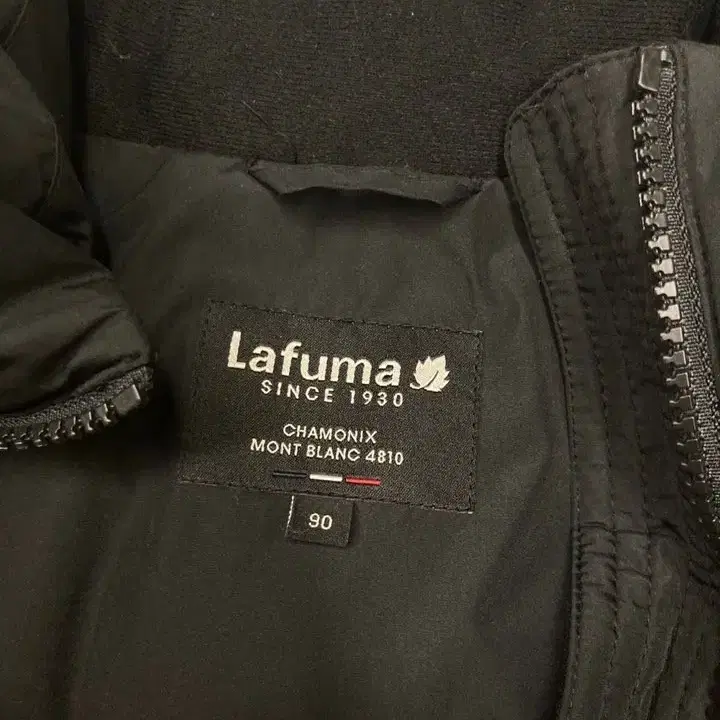 Lafuma
SINCE 1930
CHAMONIX
MONT BLANC 4810
90